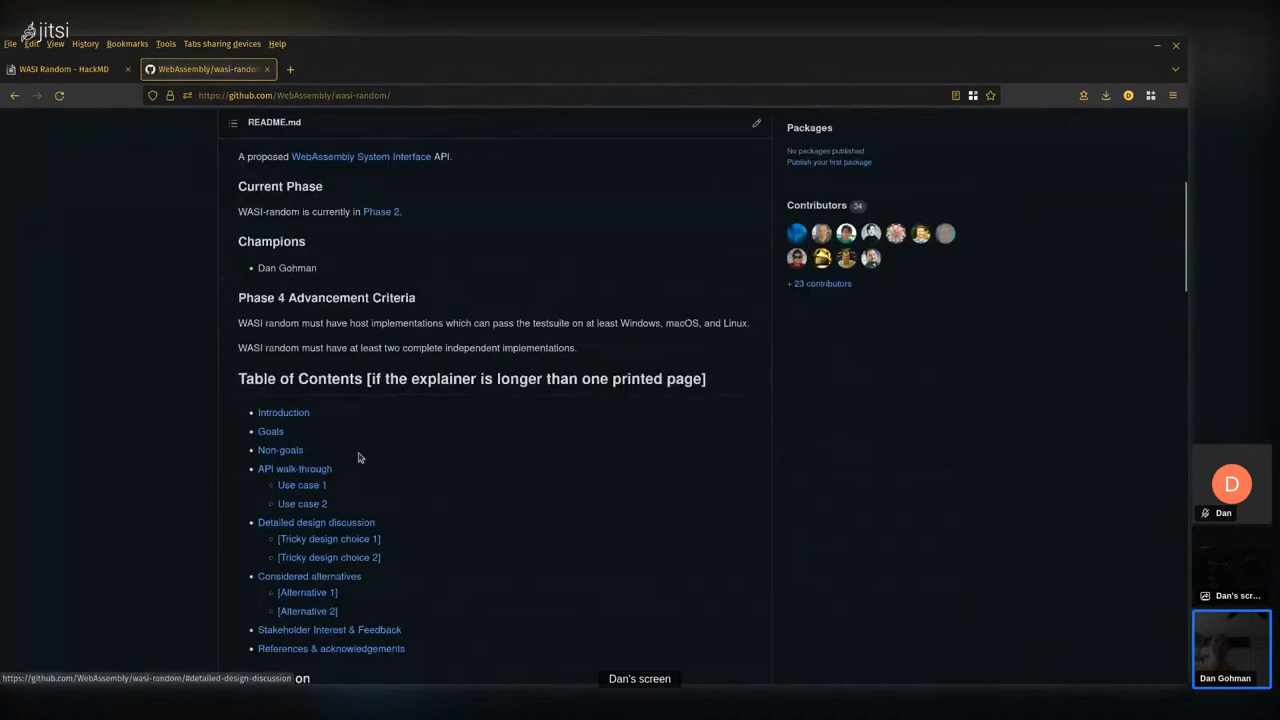 jitsi
File Edit View History Bookmarks Tools Tabs sharing devices Help
WASI Random - HackMD
WebAssembly/wasi-rando
https://github.com/WebAssembly/wasi-random/
README.md
A proposed WebAssembly System Interface API.
Current Phase
WASI-random is currently in Phase 2.
Champions
Dan Gohman
Phase 4 Advancement Criteria
WASI random must have host implementations which can pass the testsuite on at least Windows, macOS, and Linux.
WASI random must have at least two complete independent implementations.
Table of Contents [if the explainer is longer than one printed page]
Introduction
Goals
Non-goals
API walk-through
Use case 1
Use case 2
Detailed design discussion
[Tricky design choice 1]
[Tricky design choice 2]
Considered alternatives
[Alternative 1]
[Alternative 2]
Stakeholder Interest & Feedback
References & acknowledgements
on
https://github.com/WebAssembly/wasi-random/#detailed-design-discussion
Packages
No packages published
Publish your first package
Contributors 34
+ 23 contributors
D
Dan
Dan's scr...
Dan Gohman
Dan's screen